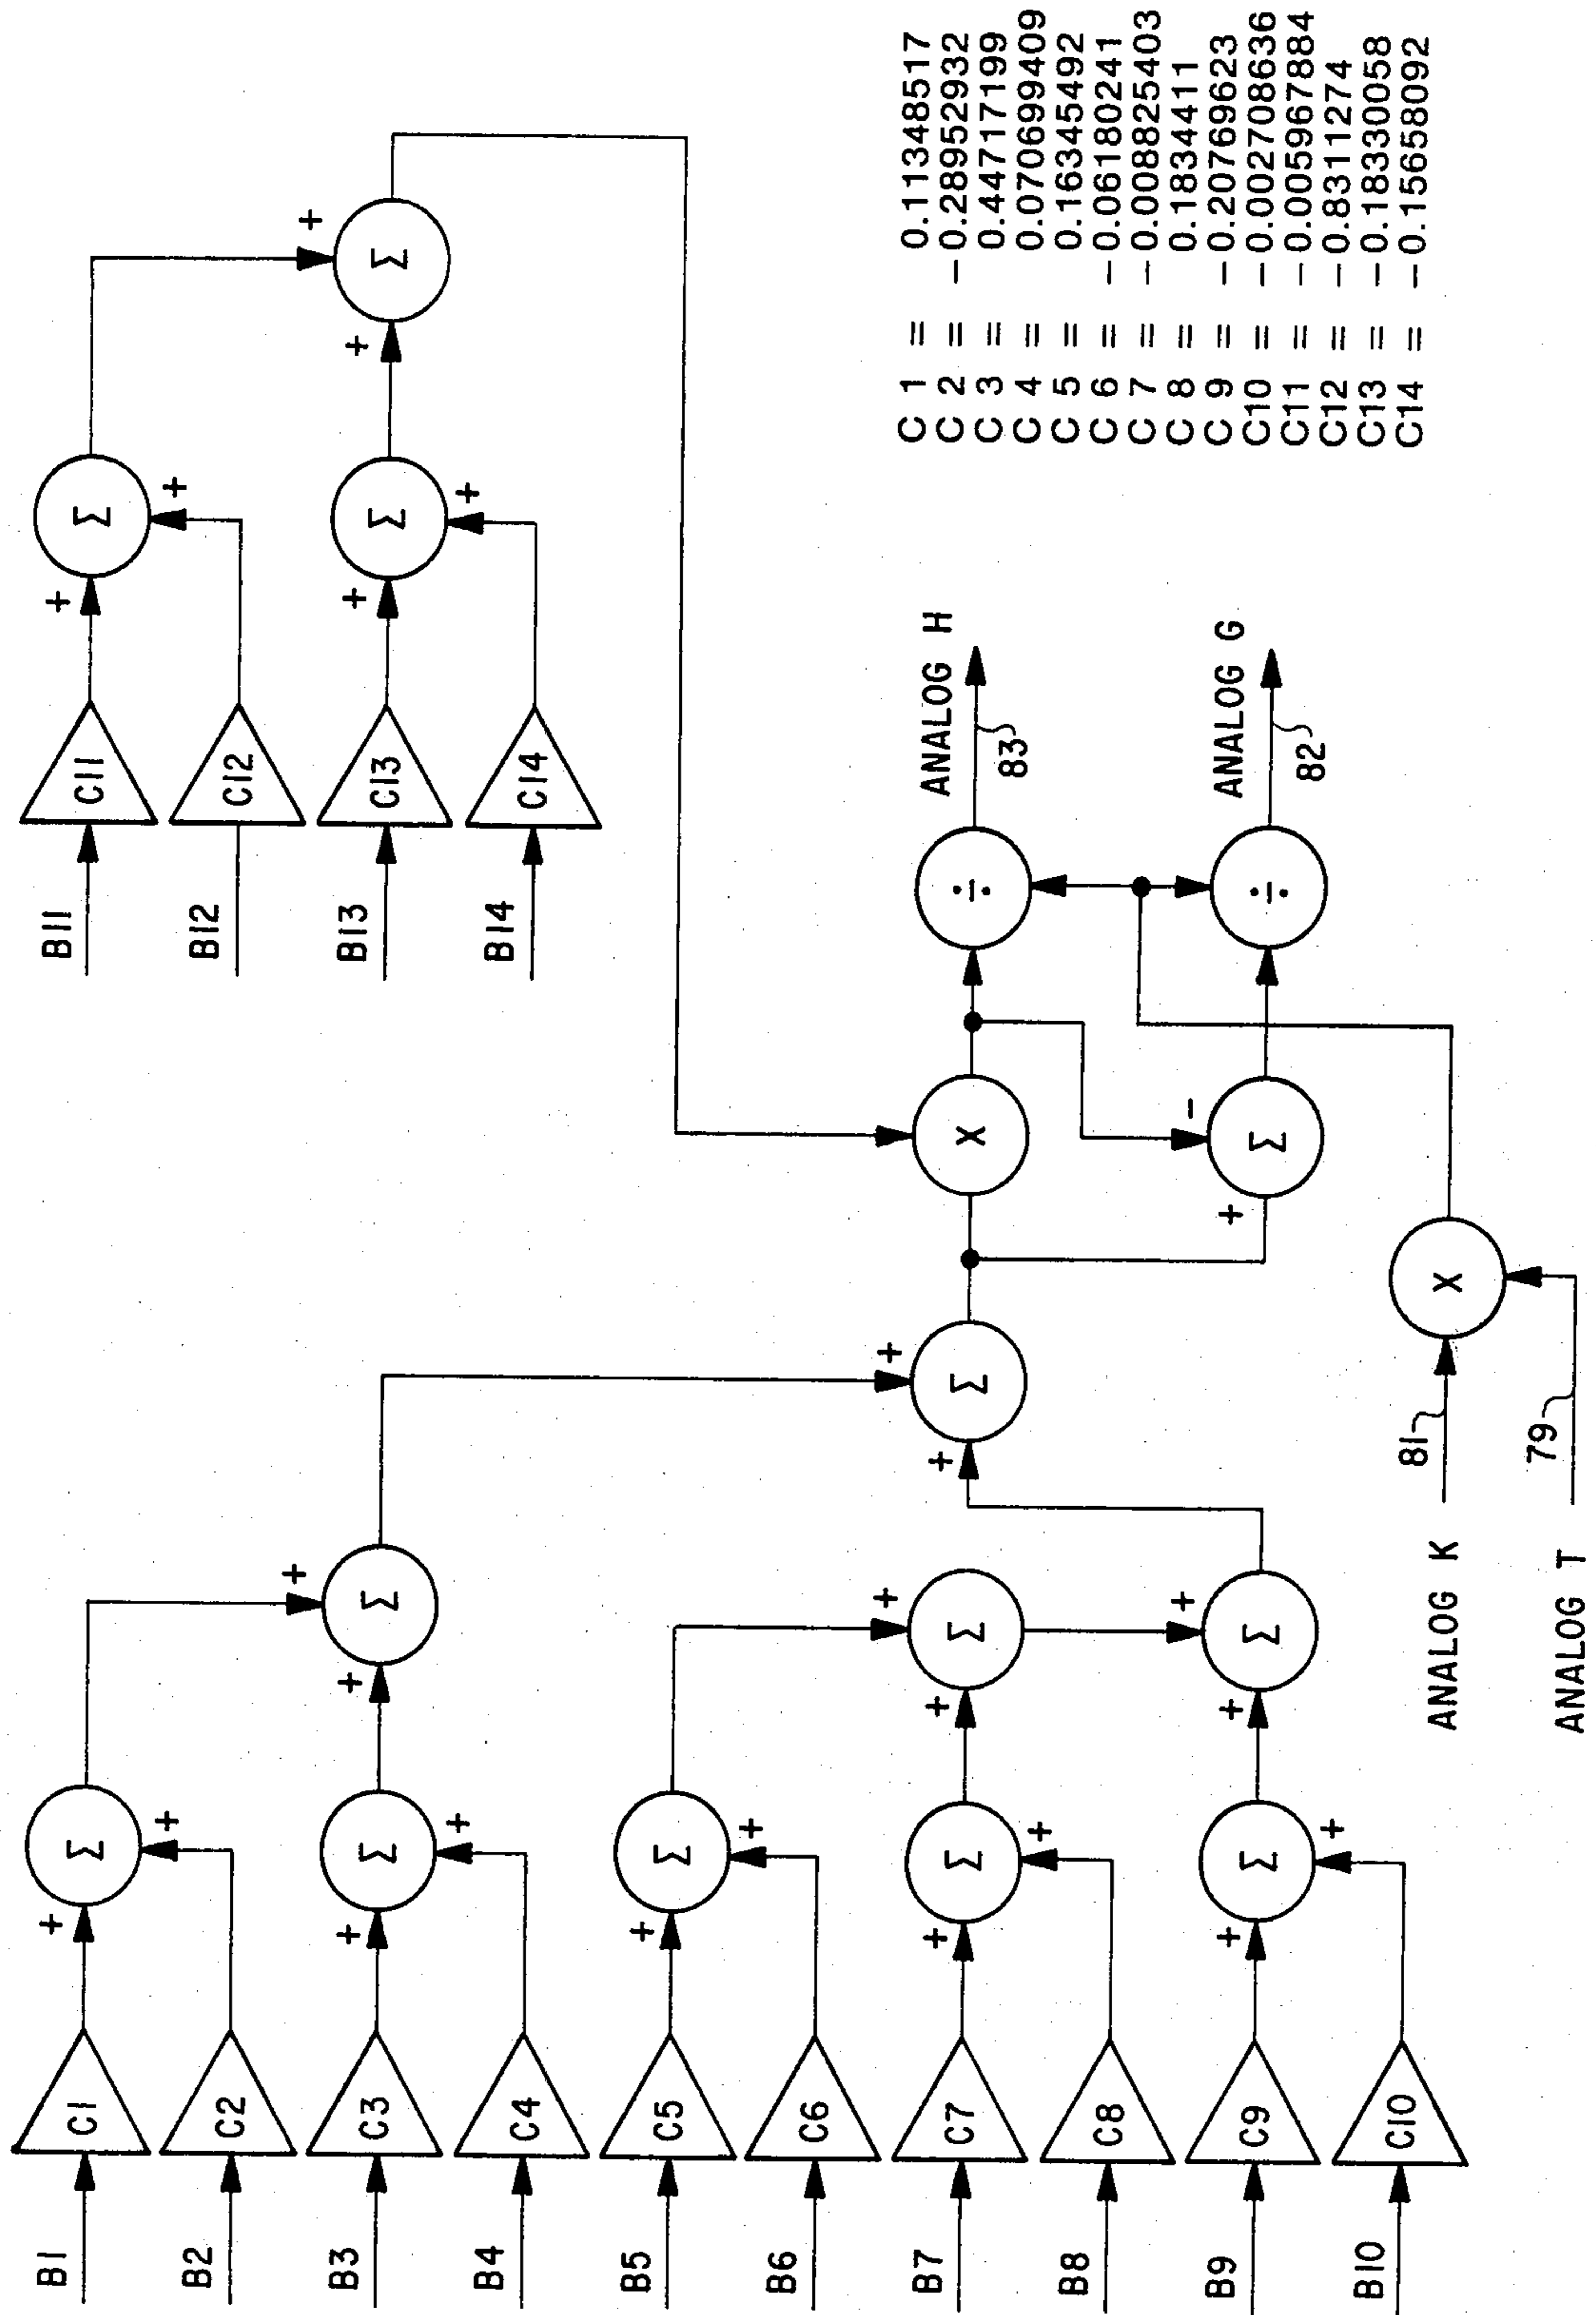 B1
C1
Σ
+
+
B2
C2
B3
C3
Σ
+
+
Σ
+
+
B4
C4
B5
C5
Σ
+
+
B6
C6
B7
C7
Σ
+
+
Σ
+
+
B8
C8
B9
C9
Σ
+
+
Σ
+
+
B10
C10
Σ
+
+
B11
C11
Σ
+
+
B12
C12
B13
C13
Σ
+
+
Σ
+
+
B14
C14
X
÷
ANALOG H
83
Σ
+
-
÷
ANALOG G
82
ANALOG K
81
X
ANALOG T
79
C 1 = 0.11348517
C 2 = -0.28952932
C 3 = 0.44717199
C 4 = 0.070699409
C 5 = 0.16345492
C 6 = -0.06180241
C 7 = -0.008825403
C 8 = 0.1834411
C 9 = -0.20769623
C10 = -0.002708636
C11 = -0.005967884
C12 = -0.8311274
C13 = -0.18330058
C14 = -0.15658092